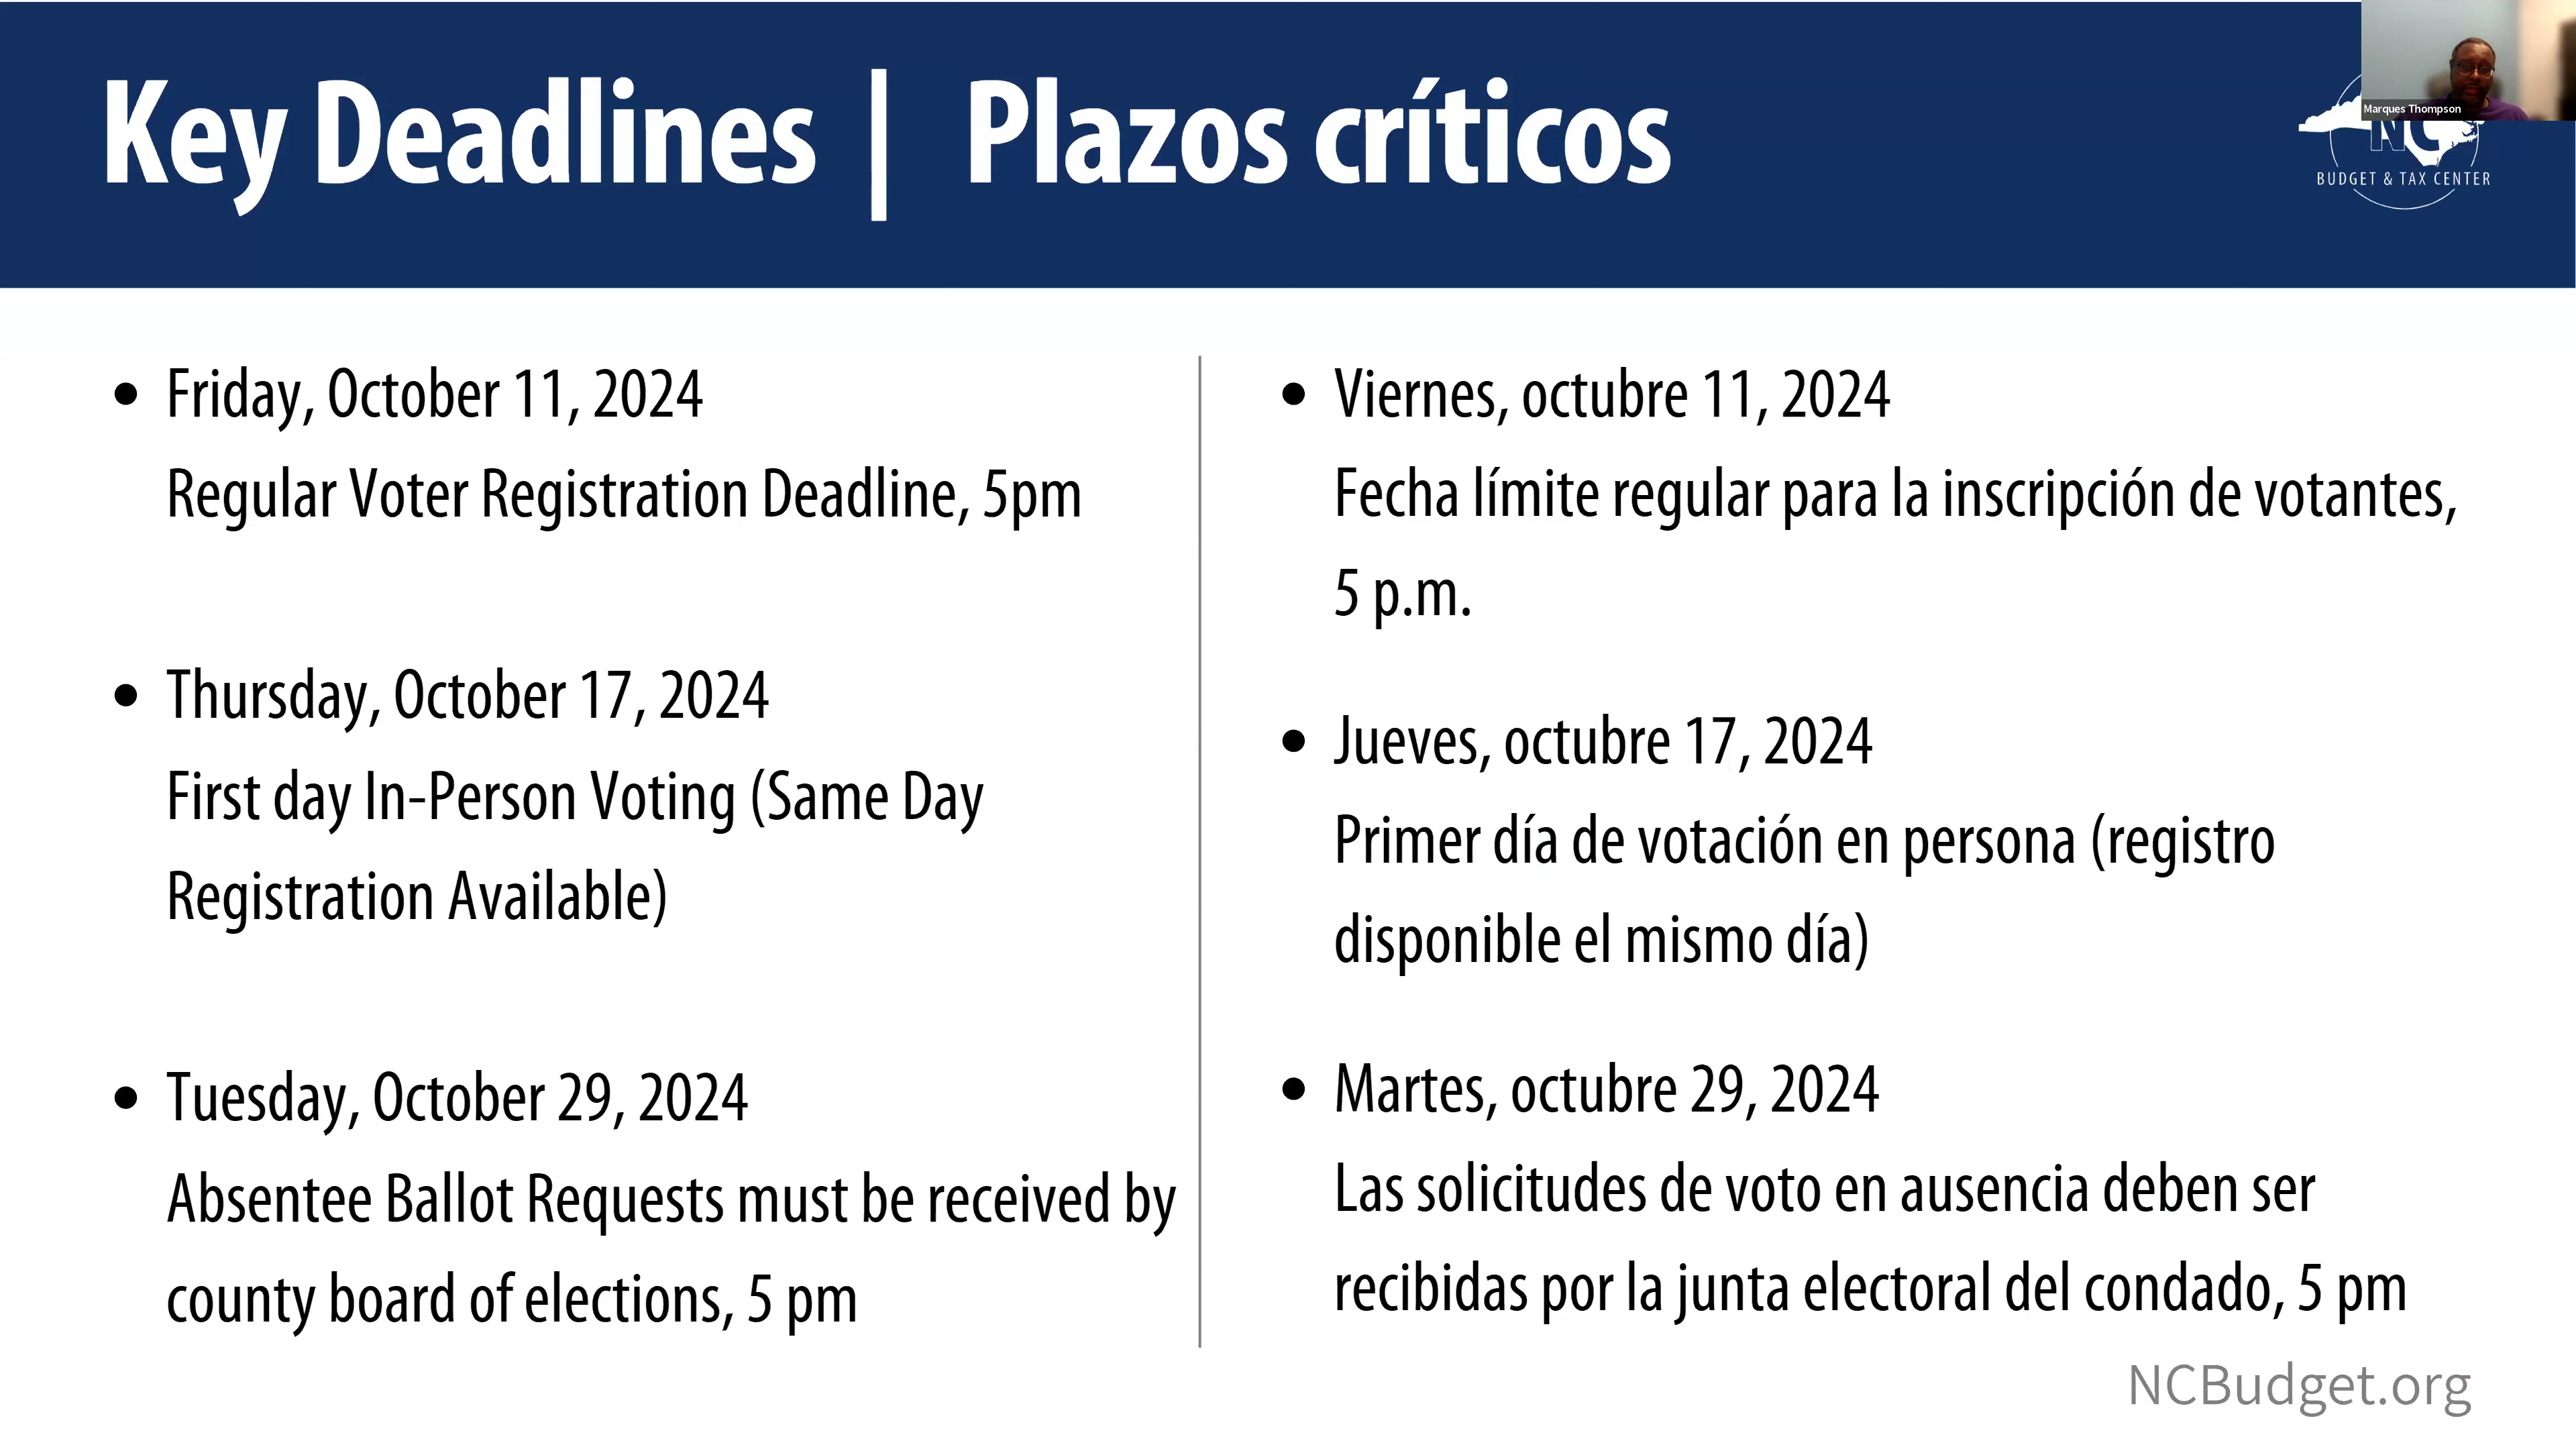 Key Deadlines | Plazos críticos
Marques Thompson
NC
BUDGET & TAX CENTER
• Friday, October 11, 2024
Regular Voter Registration Deadline, 5pm
• Thursday, October 17, 2024
First day In-Person Voting (Same Day
Registration Available)
• Tuesday, October 29, 2024
Absentee Ballot Requests must be received by
county board of elections, 5 pm
• Viernes, octubre 11, 2024
Fecha límite regular para la inscripción de votantes,
5 p.m.
• Jueves, octubre 17, 2024
Primer día de votación en persona (registro
disponible el mismo día)
• Martes, octubre 29, 2024
Las solicitudes de voto en ausencia deben ser
recibidas por la junta electoral del condado, 5 pm
NCBudget.org